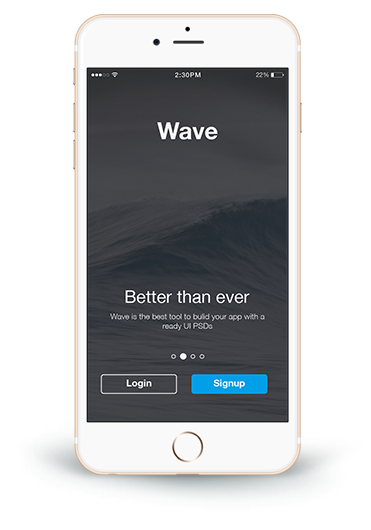 2:30PM
22%
Wave
Better than ever
Wave is the best tool to bulid your app with a
ready UI PSDs
Login
Signup